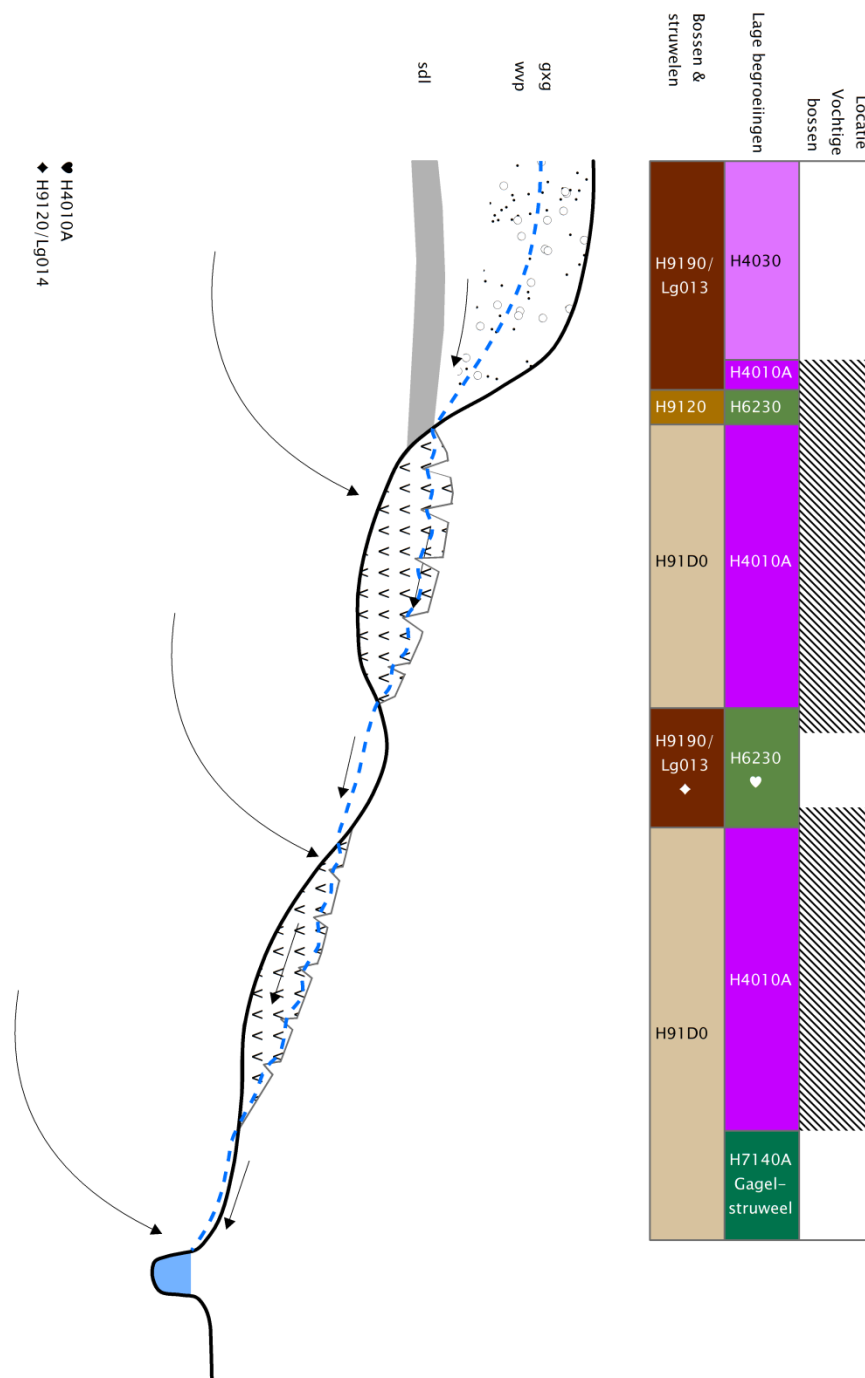 Locatie
Vochtige
bossen
Lage begroeiingen
Bossen &
struwelen
H4030
H4010A
H6230
H4010A
H6230
♥
H4010A
H7140A
Gagel-
struweel
H9190/
Lg013
H9120
H91D0
H9190/
Lg013
◆
H91D0
gxg
wvp
sdl
♥ H4010A
◆ H9120/Lg014